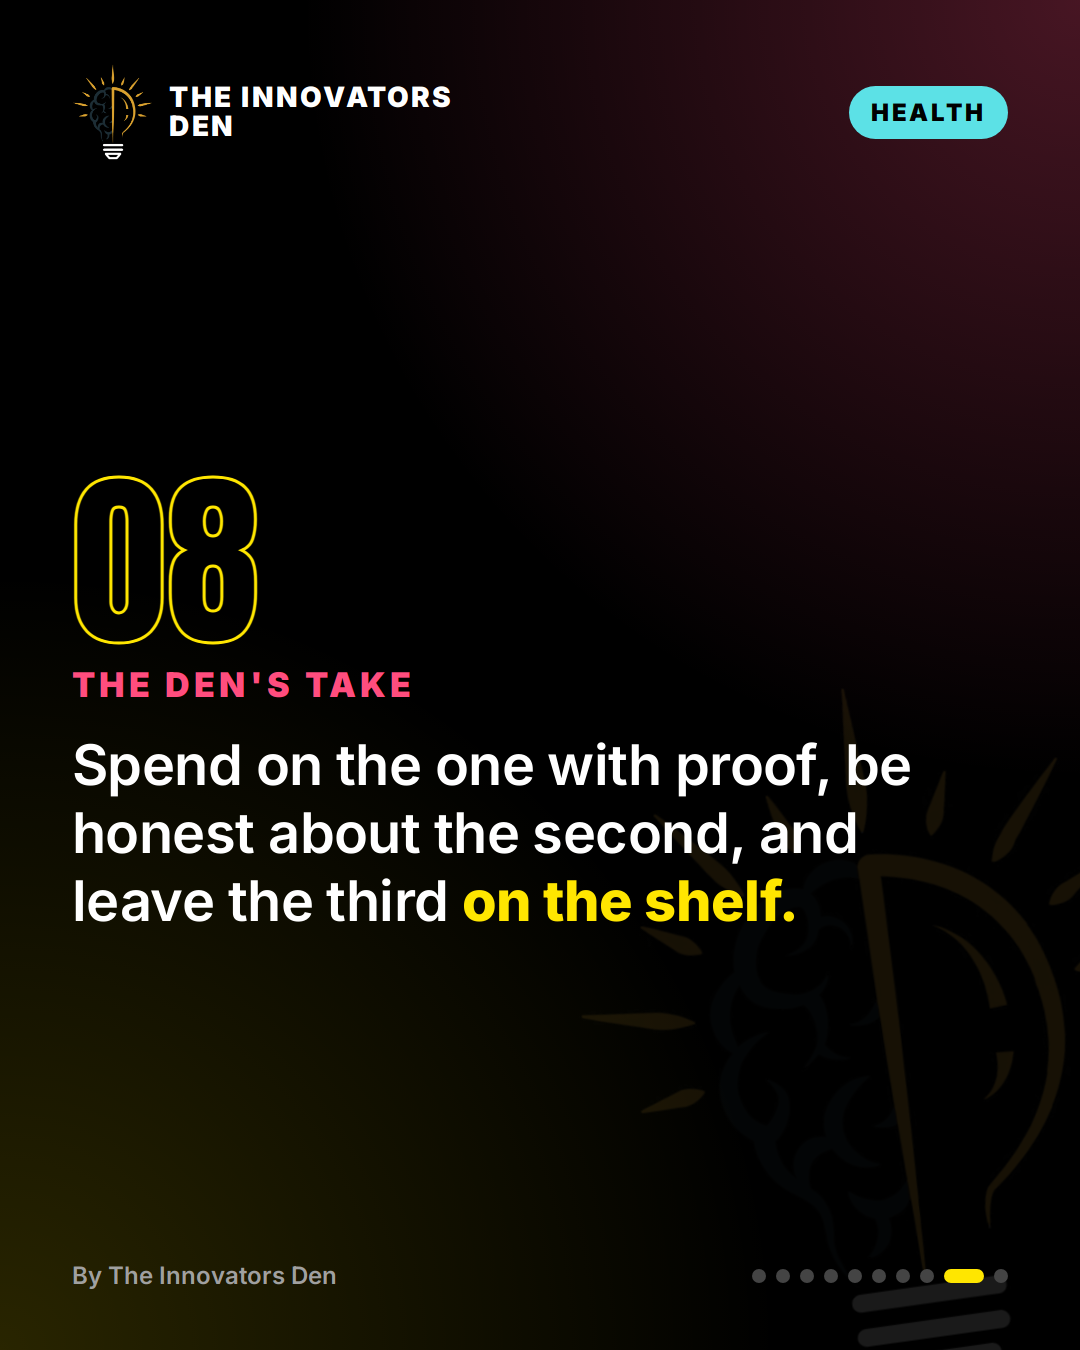 THE INNOVATORS
DEN
HEALTH
08
THE DEN'S TAKE
Spend on the one with proof, be
honest about the second, and
leave the third on the shelf.
By The Innovators Den